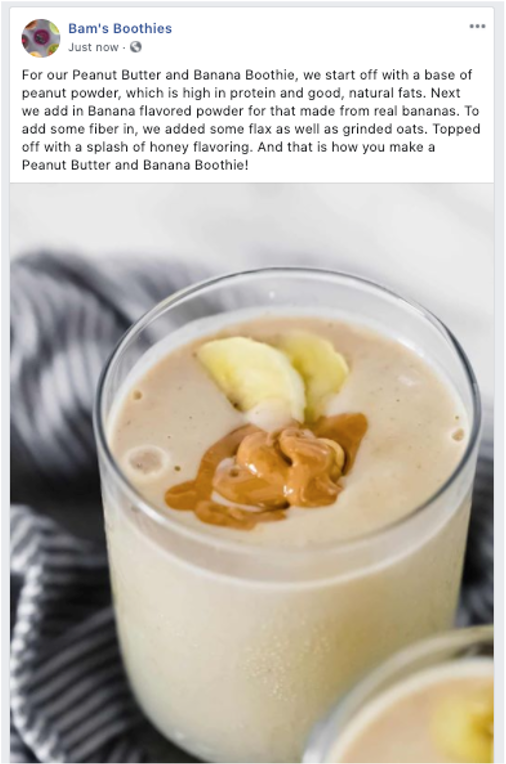 Bam's Boothies
Just now ·
For our Peanut Butter and Banana Boothie, we start off with a base of
peanut powder, which is high in protein and good, natural fats. Next
we add in Banana flavored powder for that made from real bananas. To
add some fiber in, we added some flax as well as grinded oats. Topped
off with a splash of honey flavoring. And that is how you make a
Peanut Butter and Banana Boothie!